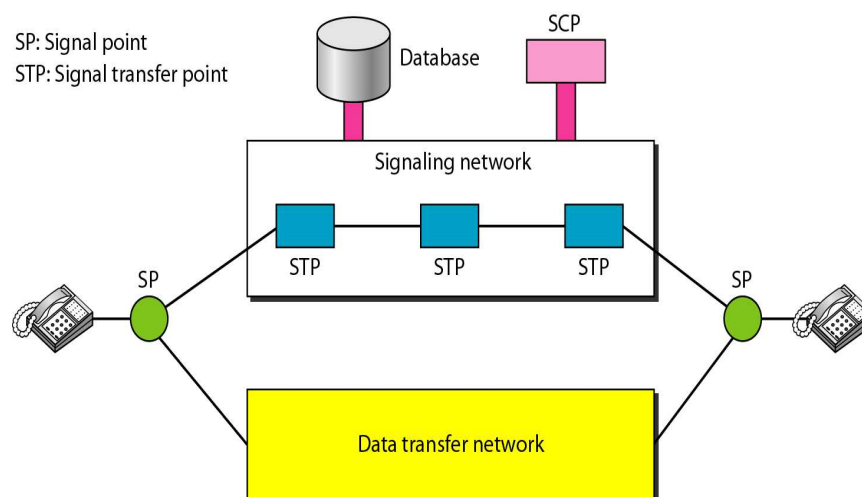 SP: Signal point
STP: Signal transfer point
Database
SCP
Signaling network
STP
STP
STP
SP
SP
Data transfer network